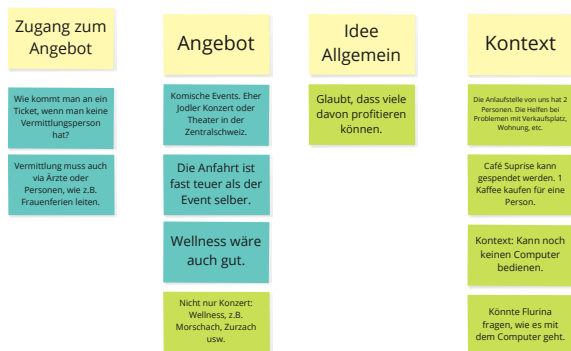 Zugang zum
Angebot
Wie kommt man an ein
Ticket, wenn man keine
Vermittlungsperson
hat?
Vermittlung muss auch
via Ärzte oder
Personen, wie z.B.
Frauenferien leiten.
Angebot
Komische Events. Eher
Jodler Konzert oder
Theater in der
Zentralschweiz.
Die Anfahrt ist
fast teuer als der
Event selber.
Wellness wäre
auch gut.
Nicht nur Konzert:
Wellness, z.B.
Morschach, Zurzach
usw.
Idee
Allgemein
Glaubt, dass viele
davon profitieren
können.
Kontext
Die Anlaufstelle von uns hat 2
Personen. Die Helfen bei
Problemen mit Verkaufsplatz,
Wohnung, etc.
Café Suprise kann
gespendet werden. 1
Kaffee kaufen für eine
Person.
Kontext: Kann noch
keinen Computer
bedienen.
Könnte Flurina
fragen, wie es mit
dem Computer geht.